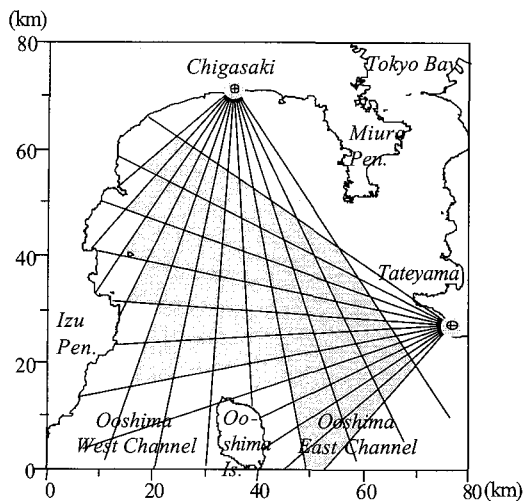 (km)
80
60
40
20
0
Chigasaki
Tokyo Bay
Miura
Pen.
Tateyama
Izu
Pen.
Ooshima
West Channel
Oo-
shima
Is.
Ooshima
East Channel
0
20
40
60
80 (km)